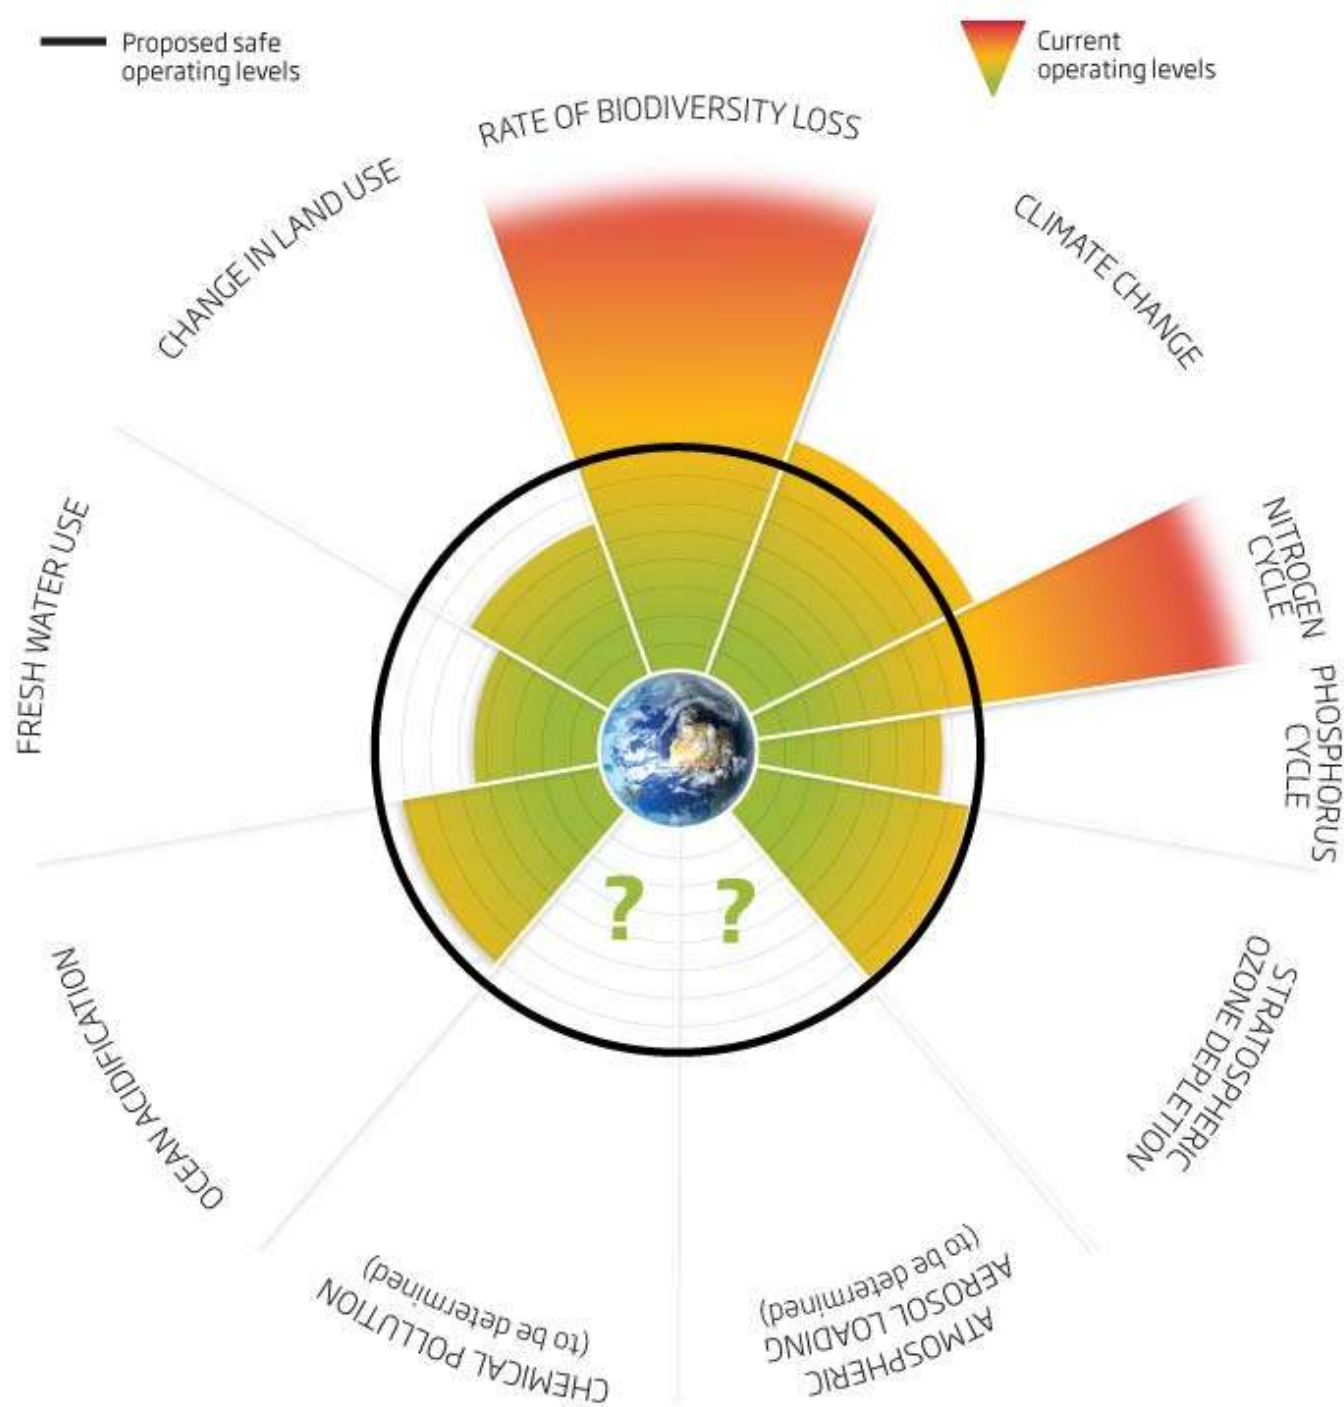 Proposed safe
operating levels
Current
operating levels
RATE OF BIODIVERSITY LOSS
CLIMATE CHANGE
NITROGEN
CYCLE
PHOSPHORUS
CYCLE
STRATOSPHERIC
OZONE DEPLETION
ATMOSPHERIC
AEROSOL LOADING
(to be determined)
CHEMICAL POLLUTION
(to be determined)
OCEAN ACIDIFICATION
FRESH WATER USE
CHANGE IN LAND USE
?
?